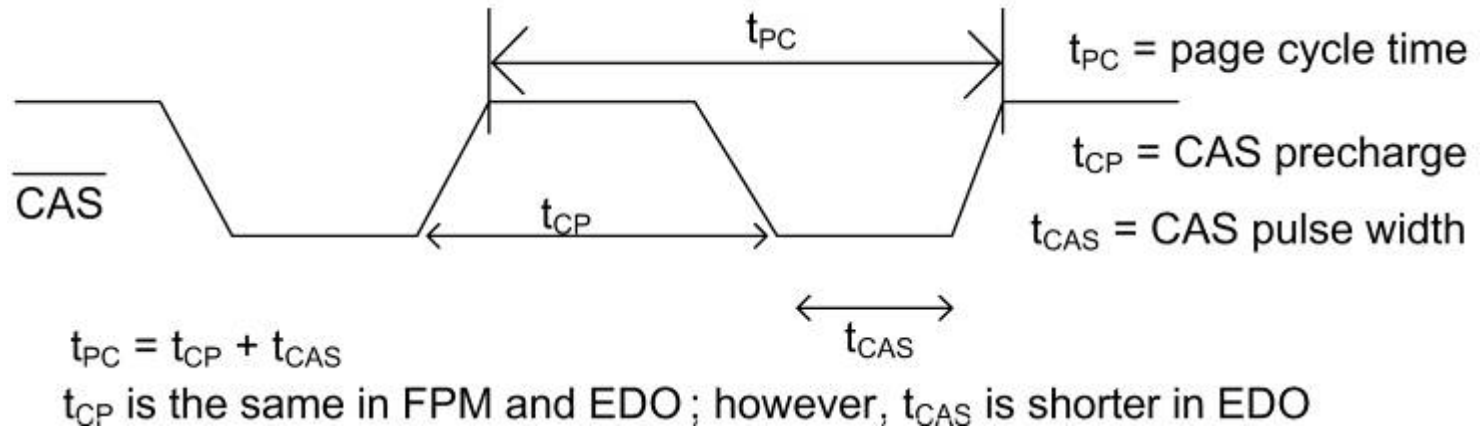 tPC
tPC = page cycle time
CAS
tCP = CAS precharge
tCP
tCAS = CAS pulse width
tCAS
tPC = tCP + tCAS
tCP is the same in FPM and EDO ; however, tCAS is shorter in EDO